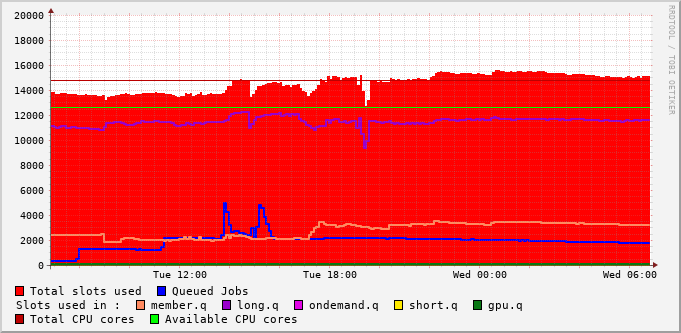 20000
18000
16000
14000
12000
10000
8000
6000
4000
2000
0
Tue 12:00 Tue 18:00 Wed 00:00 Wed 06:00
RRDTOOL / TOBI OETIKER
Total slots used Queued Jobs
Slots used in : member.q long.q ondemand.q short.q gpu.q
Total CPU cores Available CPU cores